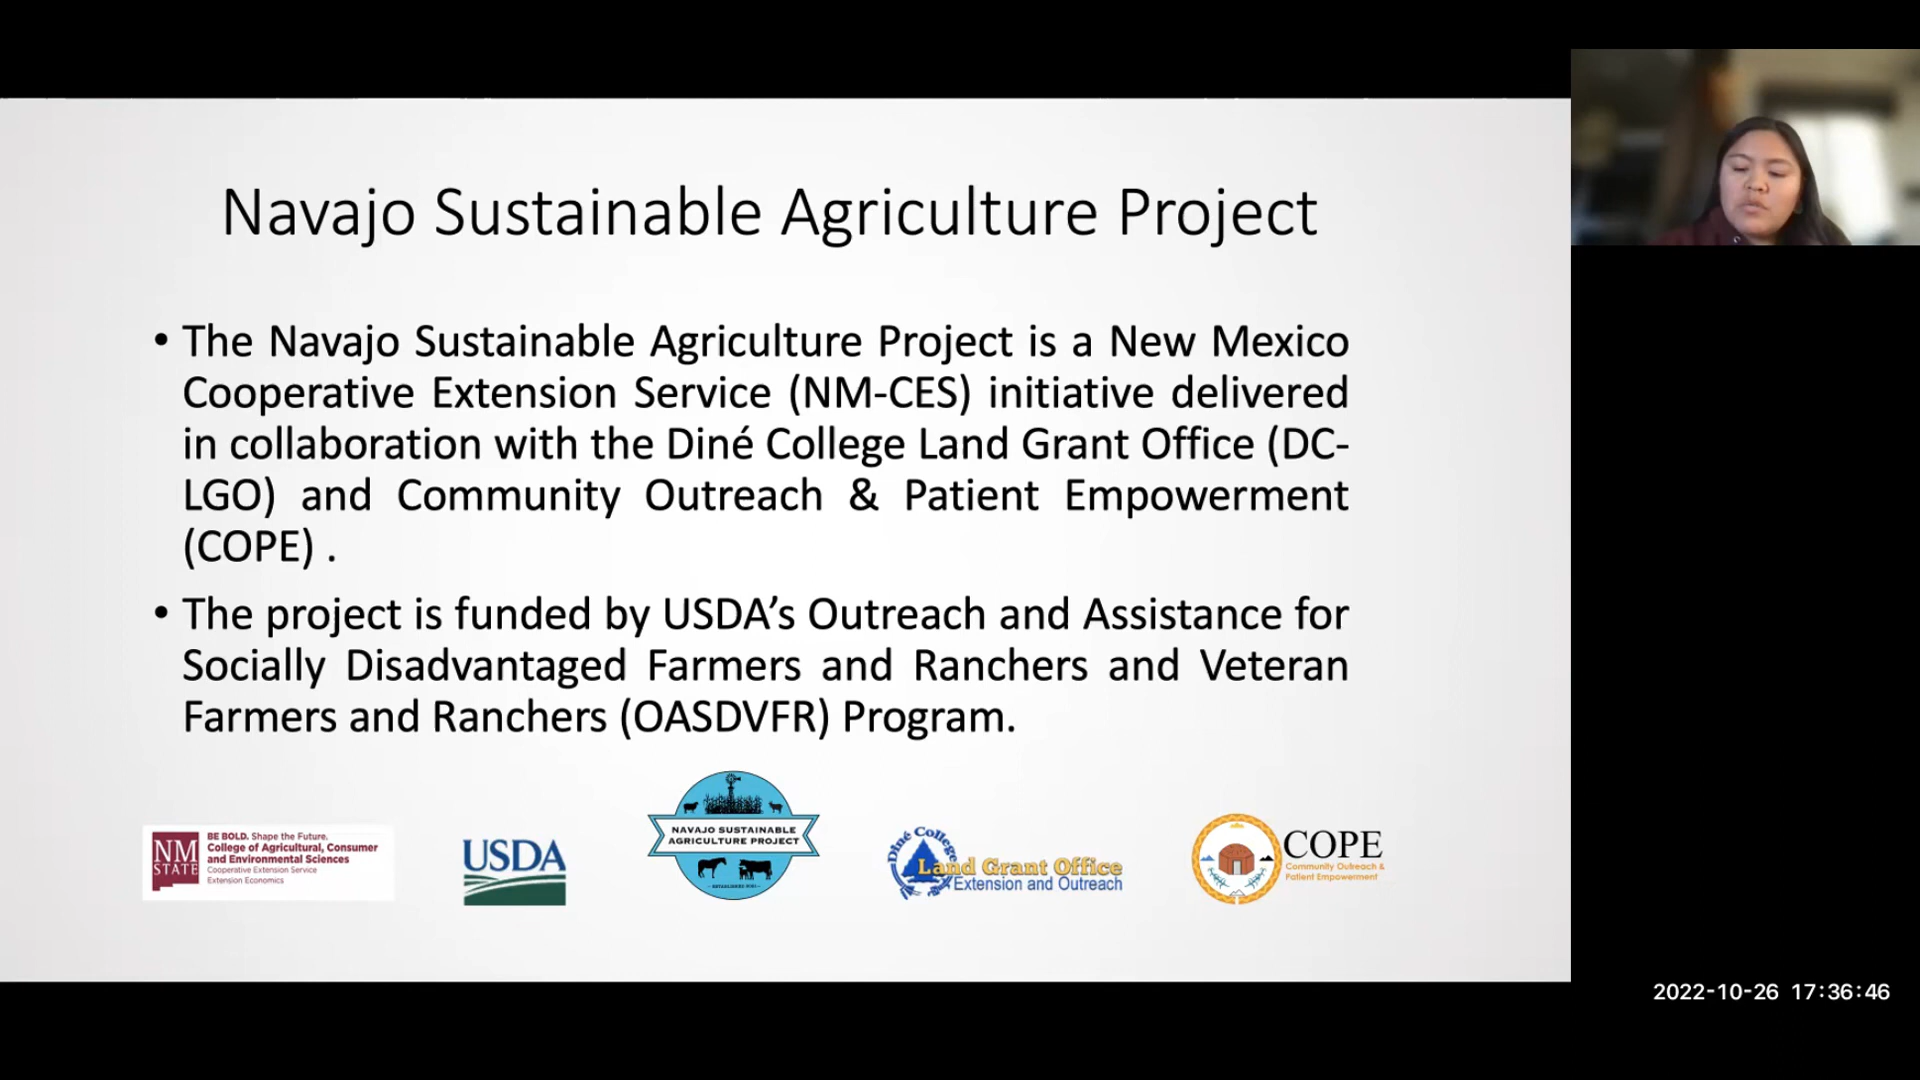 Navajo Sustainable Agriculture Project
• The Navajo Sustainable Agriculture Project is a New Mexico
Cooperative Extension Service (NM-CES) initiative delivered
in collaboration with the Diné College Land Grant Office (DC-
LGO) and Community Outreach & Patient Empowerment
(COPE) .
• The project is funded by USDA’s Outreach and Assistance for
Socially Disadvantaged Farmers and Ranchers and Veteran
Farmers and Ranchers (OASDVFR) Program.
NM
STATE
BE BOLD. Shape the Future.
College of Agricultural, Consumer
and Environmental Sciences
Cooperative Extension Service
Extension Economics
USDA
NAVAJO SUSTAINABLE
AGRICULTURE PROJECT
Diné College
Land Grant Office
Extension and Outreach
COPE
Community Outreach &
Patient Empowerment
2022-10-26 17:36:46